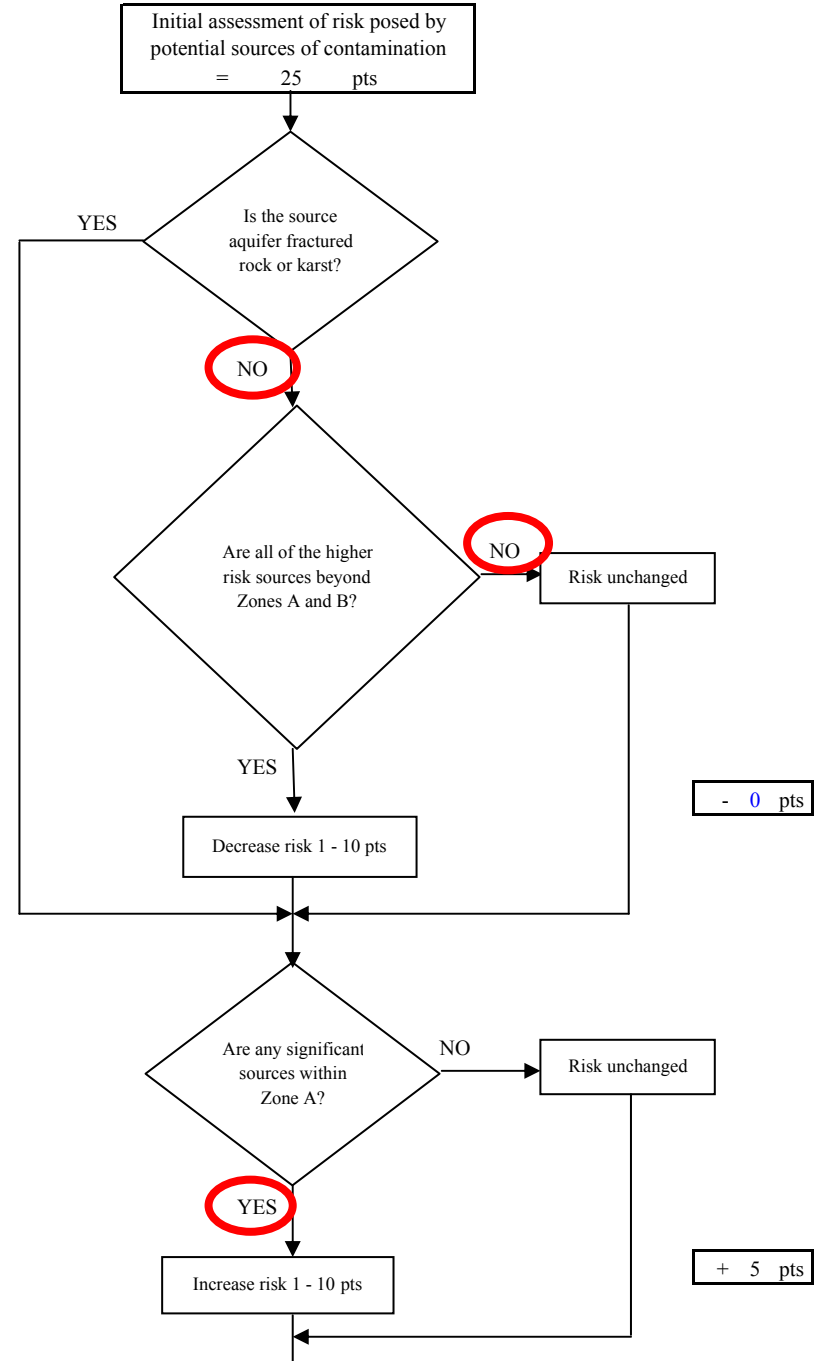 Initial assessment of risk posed by
potential sources of contamination
= 25 pts
YES
Is the source
aquifer fractured
rock or karst?
NO
Are all of the higher
risk sources beyond
Zones A and B?
NO
Risk unchanged
YES
- 0 pts
Decrease risk 1 - 10 pts
Are any significant
sources within
Zone A?
NO
Risk unchanged
YES
+ 5 pts
Increase risk 1 - 10 pts